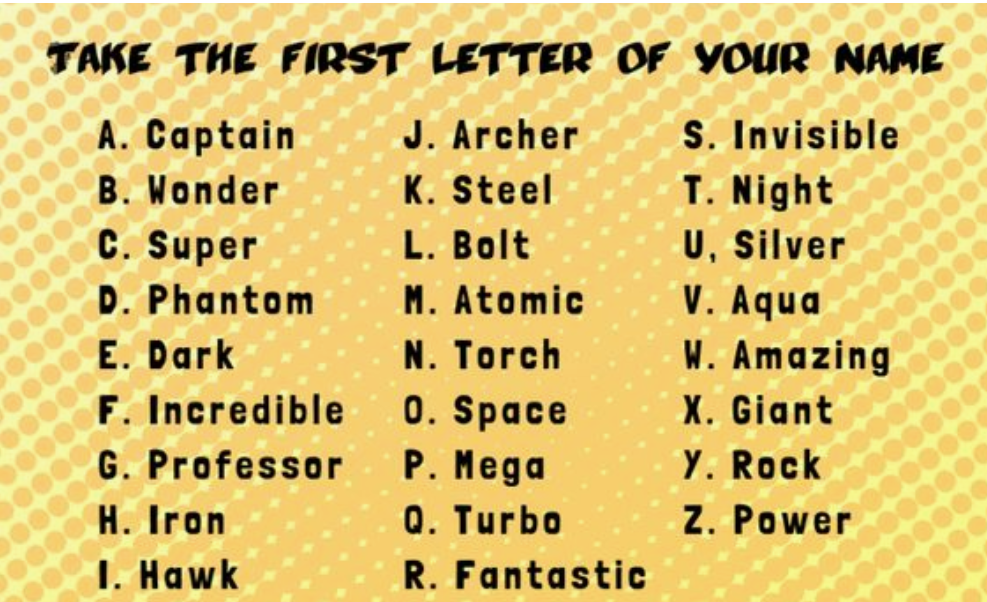 TAKE THE FIRST LETTER OF YOUR NAME
A. Captain
B. Wonder
C. Super
D. Phantom
E. Dark
F. Incredible
G. Professor
H. Iron
I. Hawk
J. Archer
K. Steel
L. Bolt
M. Atomic
N. Torch
O. Space
P. Mega
Q. Turbo
R. Fantastic
S. Invisible
T. Night
U, Silver
V. Aqua
W. Amazing
X. Giant
Y. Rock
Z. Power